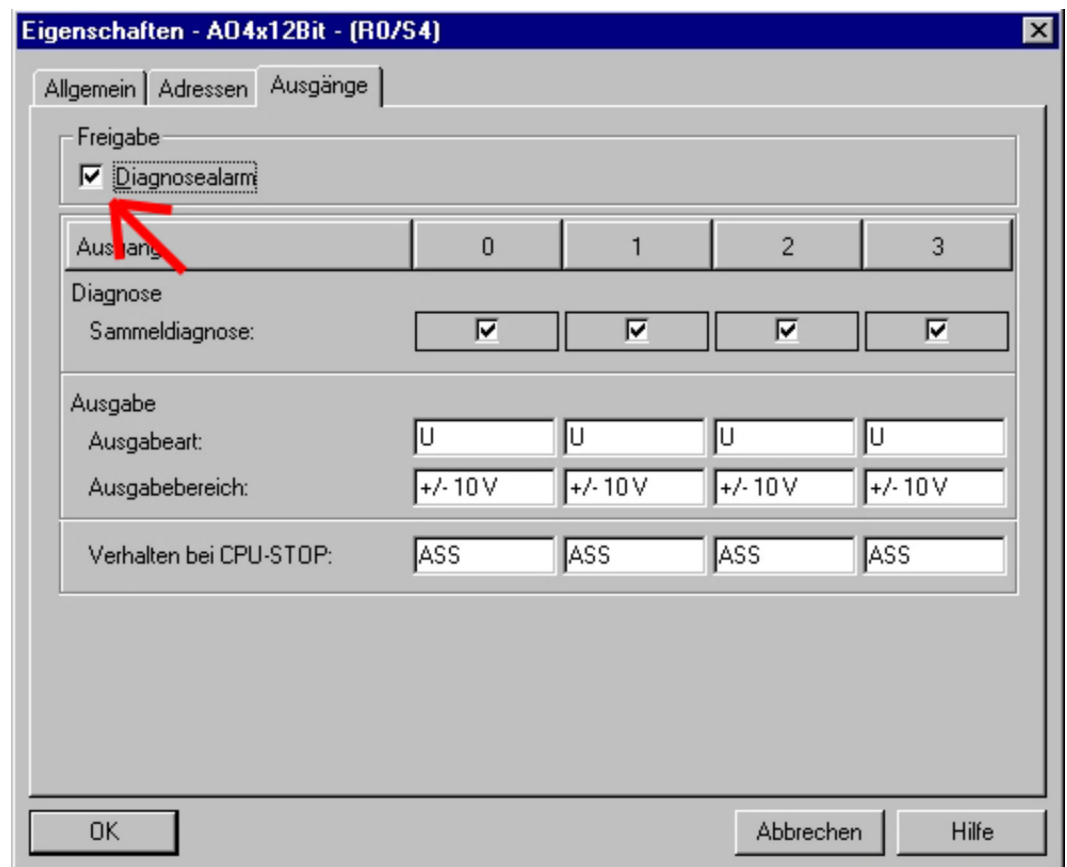 Eigenschaften - AO4x12Bit - (R0/S4)
Allgemein Adressen Ausgänge
Freigabe
Diagnosealarm
Ausgang 0 1 2 3
Diagnose
Sammeldiagnose:
Ausgabe
Ausgabeart: U U U U
Ausgabebereich: +/- 10 V +/- 10 V +/- 10 V +/- 10 V
Verhalten bei CPU-STOP: ASS ASS ASS ASS
OK Abbrechen Hilfe